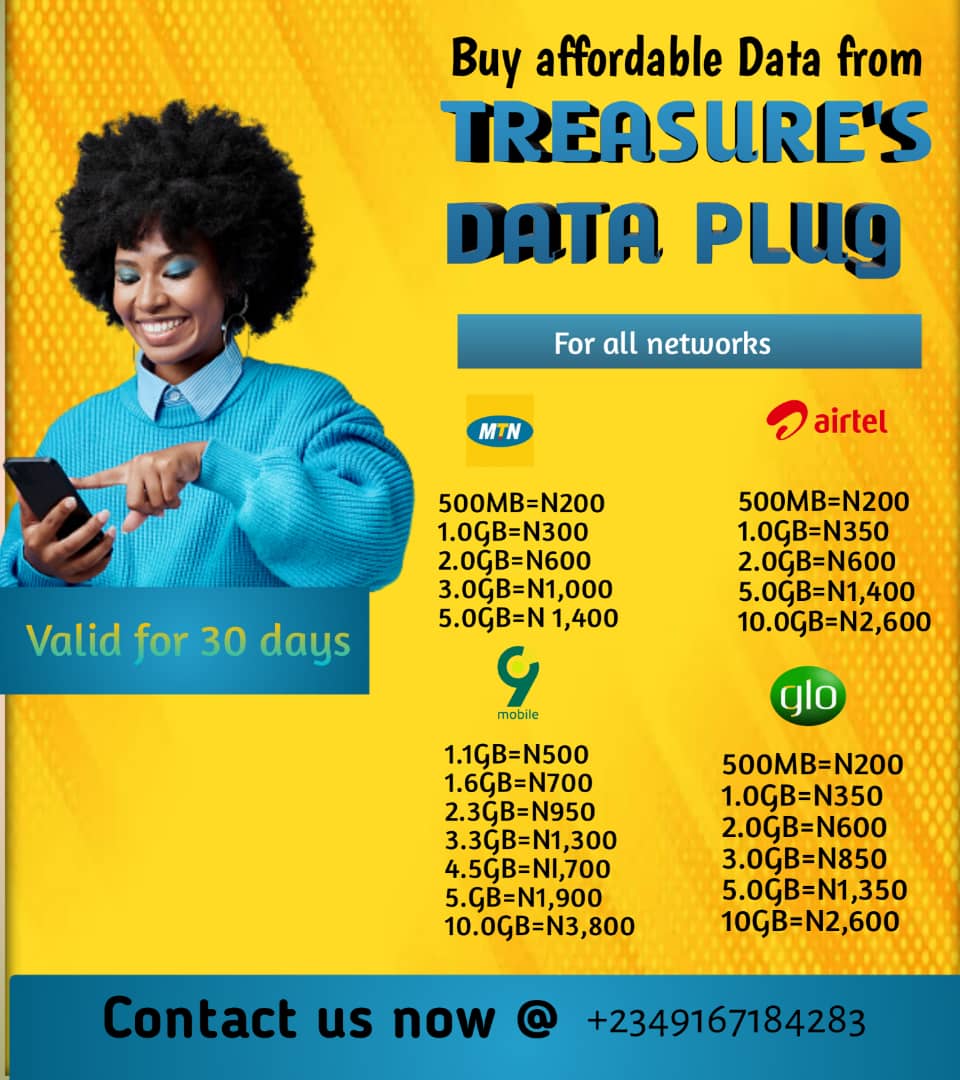 Buy affordable Data from
TREASURE'S
DATA PLUG
For all networks
MTN
500MB=N200
1.0GB=N300
2.0GB=N600
3.0GB=N1,000
5.0GB=N 1,400
airtel
500MB=N200
1.0GB=N350
2.0GB=N600
5.0GB=N1,400
10.0GB=N2,600
Valid for 30 days
9
mobile
1.1GB=N500
1.6GB=N700
2.3GB=N950
3.3GB=N1,300
4.5GB=NI,700
5.GB=N1,900
10.0GB=N3,800
glo
500MB=N200
1.0GB=N350
2.0GB=N600
3.0GB=N850
5.0GB=N1,350
10GB=N2,600
Contact us now @ +2349167184283